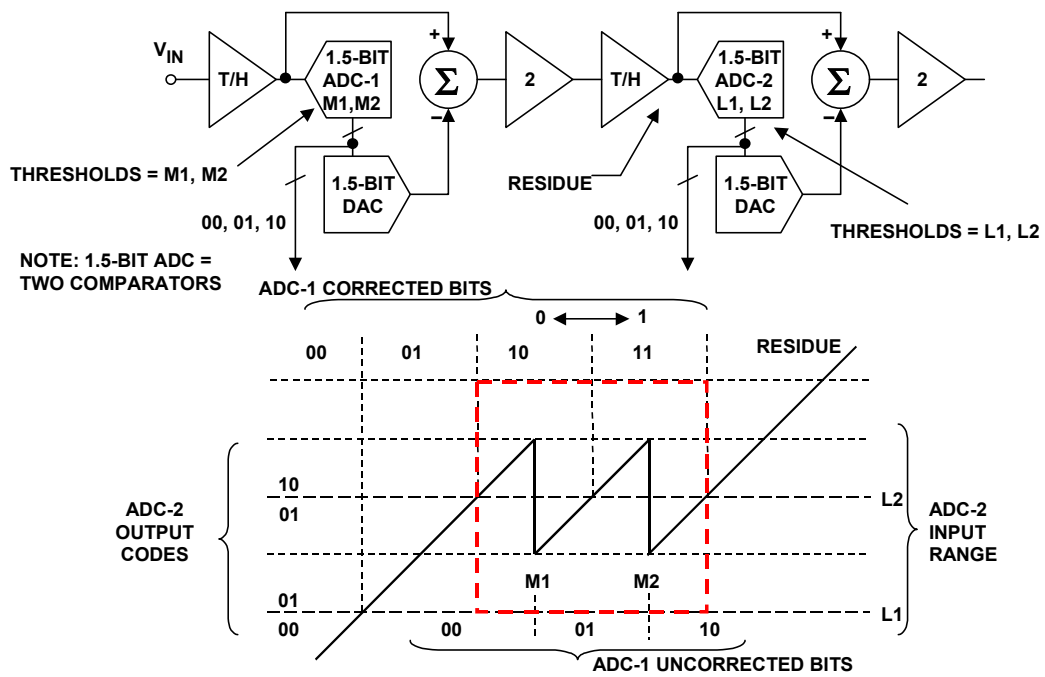 V_IN
T/H
1.5-BIT
ADC-1
M1,M2
+
Σ
–
2
T/H
1.5-BIT
ADC-2
L1, L2
+
Σ
–
2
THRESHOLDS = M1, M2
1.5-BIT
DAC
RESIDUE
1.5-BIT
DAC
00, 01, 10
00, 01, 10
THRESHOLDS = L1, L2
NOTE: 1.5-BIT ADC =
TWO COMPARATORS
ADC-1 CORRECTED BITS
0 1
00 01 10 11
RESIDUE
ADC-2
OUTPUT
CODES
10
01
01
00
L2
L1
ADC-2
INPUT
RANGE
M1 M2
00 01 10
ADC-1 UNCORRECTED BITS